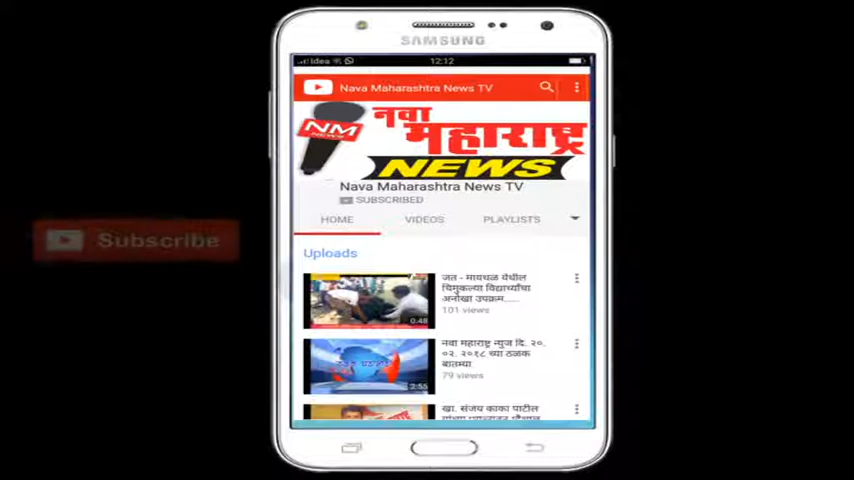 SAMSUNG
Idea
12:12
Nava Maharashtra News TV
NM
NEWS
नवा
महाराष्ट्र
NEWS
Nava Maharashtra News TV
SUBSCRIBED
HOME VIDEOS PLAYLISTS
Subscribe
Uploads
जत - मायथळ येथील
चिमुकल्या विद्यार्थ्यांचा
अनोखा उपक्रम.....
101 views
0:48
नवा महाराष्ट्र न्युज दि. २०.
०२. २०१८ च्या ठळक
बातम्या
79 views
2:55
खा. संजय काका पाटील